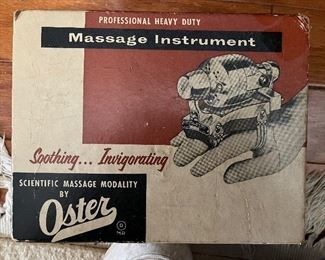 PROFESSIONAL HEAVY DUTY
Massage Instrument
Soothing... Invigorating
SCIENTIFIC MASSAGE MODALITY
BY
Oster